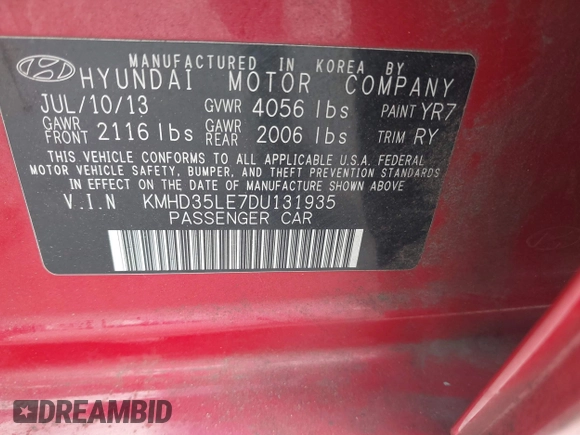 MANUFACTURED IN KOREA BY
HYUNDAI MOTOR COMPANY
JUL/10/13 GVWR 4056 lbs PAINT YR7
GAWR FRONT 2116 lbs GAWR REAR 2006 lbs TRIM RY
THIS VEHICLE CONFORMS TO ALL APPLICABLE U.S.A. FEDERAL
MOTOR VEHICLE SAFETY, BUMPER, AND THEFT PREVENTION STANDARDS
IN EFFECT ON THE DATE OF MANUFACTURE SHOWN ABOVE
V.I.N KMHD35LE7DU131935
PASSENGER CAR
DREAMBID